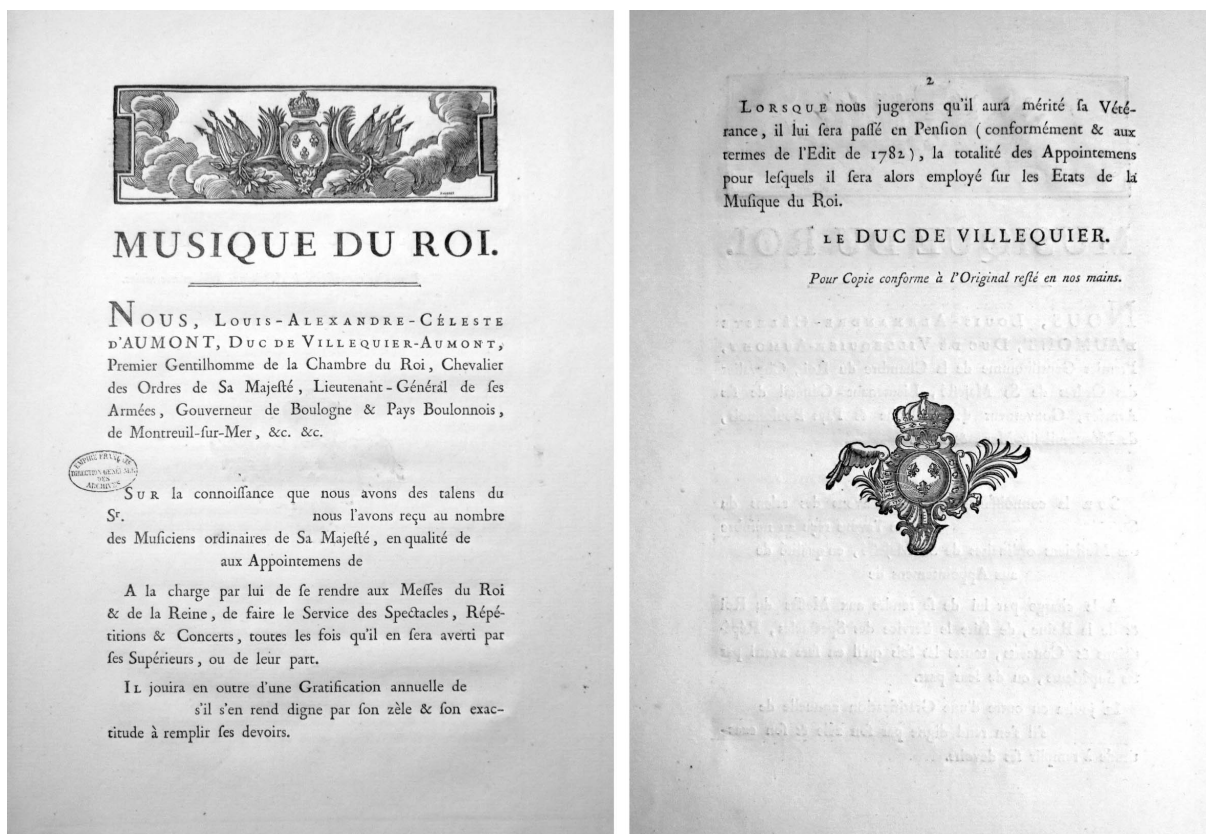 MUSIQUE DU ROI.
NOUS, LOUIS-ALEXANDRE-CÉLESTE
D'AUMONT, DUC DE VILLEQUIER-AUMONT,
Premier Gentilhomme de la Chambre du Roi, Chevalier
des Ordres de Sa Majeſté, Lieutenant-Général de ſes
Armées, Gouverneur de Boulogne & Pays Boulonnois,
de Montreuil-ſur-Mer, &c. &c.
EMPIRE FRANÇAIS
DIRECTION GÉNÉRALE
DES
ARCHIVES
SUR la connoiſſance que nous avons des talens du
Sr. nous l'avons reçu au nombre
des Muſiciens ordinaires de Sa Majeſté, en qualité de
aux Appointemens de
A la charge par lui de ſe rendre aux Meſſes du Roi
& de la Reine, de faire le Service des Spectacles, Répé-
titions & Concerts, toutes les fois qu'il en ſera averti par
ſes Supérieurs, ou de leur part.
IL jouira en outre d'une Gratification annuelle de
s'il s'en rend digne par ſon zèle & ſon exac-
titude à remplir ſes devoirs.
2
LORSQUE nous jugerons qu'il aura mérité ſa Vété-
rance, il lui ſera paſſé en Penſion (conformément & aux
termes de l'Edit de 1782), la totalité des Appointemens
pour leſquels il ſera alors employé ſur les Etats de la
Muſique du Roi.
LE DUC DE VILLEQUIER.
Pour Copie conforme à l'Original reſté en nos mains.